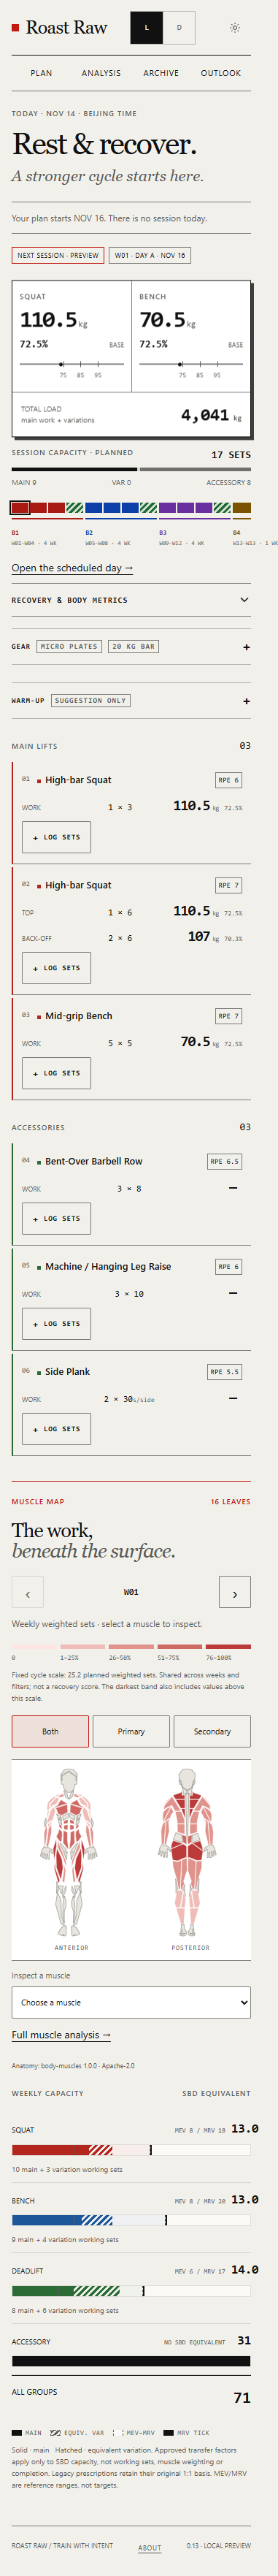 Roast Raw
L D
PLAN ANALYSIS ARCHIVE OUTLOOK
TODAY · NOV 14 · BEIJING TIME
Rest & recover.
A stronger cycle starts here.
Your plan starts NOV 16. There is no session today.
NEXT SESSION · PREVIEW W01 · DAY A · NOV 16
SQUAT BENCH
110.5 kg 70.5 kg
72.5% BASE 72.5% BASE
75 85 95 75 85 95
TOTAL LOAD
main work + variations
4,041 kg
SESSION CAPACITY · PLANNED 17 SETS
MAIN 9 VAR 0 ACCESSORY 8
B1 B2 B3 B4
W01–W04 · 4 WK W05–W08 · 4 WK W09–W12 · 4 WK W13–W13 · 1 W
Open the scheduled day →
RECOVERY & BODY METRICS
GEAR MICRO PLATES 20 KG BAR +
WARM-UP SUGGESTION ONLY +
MAIN LIFTS 03
01 High-bar Squat RPE 6
WORK 1 × 3 110.5 kg 72.5%
+ LOG SETS
02 High-bar Squat RPE 7
TOP 1 × 6 110.5 kg 72.5%
BACK-OFF 2 × 6 107 kg 70.3%
+ LOG SETS
03 Mid-grip Bench RPE 7
WORK 5 × 5 70.5 kg 72.5%
+ LOG SETS
ACCESSORIES 03
04 Bent-Over Barbell Row RPE 6.5
WORK 3 × 8 —
+ LOG SETS
05 Machine / Hanging Leg Raise RPE 6
WORK 3 × 10 —
+ LOG SETS
06 Side Plank RPE 5.5
WORK 2 × 30s/side —
+ LOG SETS
MUSCLE MAP 16 LEAVES
The work,
beneath the surface.
‹ W01 ›
Weekly weighted sets · select a muscle to inspect.
0 1–25% 26–50% 51–75% 76–100%
Fixed cycle scale: 25.2 planned weighted sets. Shared across weeks and
filters; not a recovery score. The darkest band also includes values above
this scale.
Both Primary Secondary
ANTERIOR POSTERIOR
Inspect a muscle
Choose a muscle
Full muscle analysis →
Anatomy: body-muscles 1.0.0 · Apache-2.0
WEEKLY CAPACITY SBD EQUIVALENT
SQUAT MEV 8 / MRV 18 13.0
10 main + 3 variation working sets
BENCH MEV 8 / MRV 20 13.0
9 main + 4 variation working sets
DEADLIFT MEV 6 / MRV 17 14.0
8 main + 6 variation working sets
ACCESSORY NO SBD EQUIVALENT 31
ALL GROUPS 71
MAIN EQUIV. VAR MEV–MRV MRV TICK
Solid · main Hatched · equivalent variation. Approved transfer factors
apply only to SBD capacity, not working sets, muscle weighting or
completion. Legacy prescriptions retain their original 1:1 basis. MEV/MRV
are reference ranges, not targets.
ROAST RAW / TRAIN WITH INTENT ABOUT 0.13 · LOCAL PREVIEW